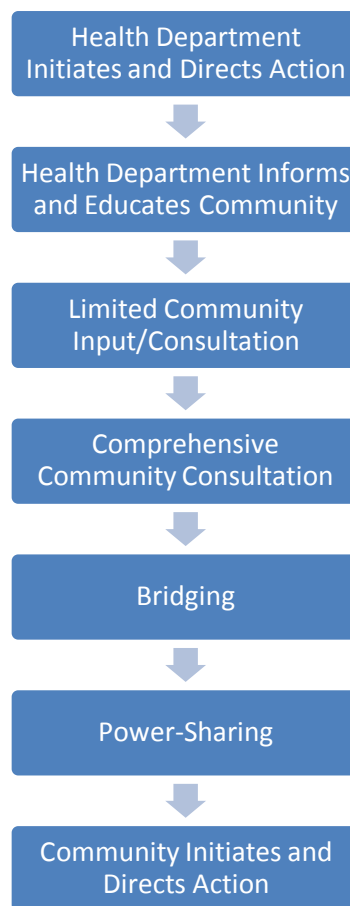 Health Department
Initiates and Directs Action
Health Department Informs
and Educates Community
Limited Community
Input/Consultation
Comprehensive
Community Consultation
Bridging
Power-Sharing
Community Initiates and
Directs Action